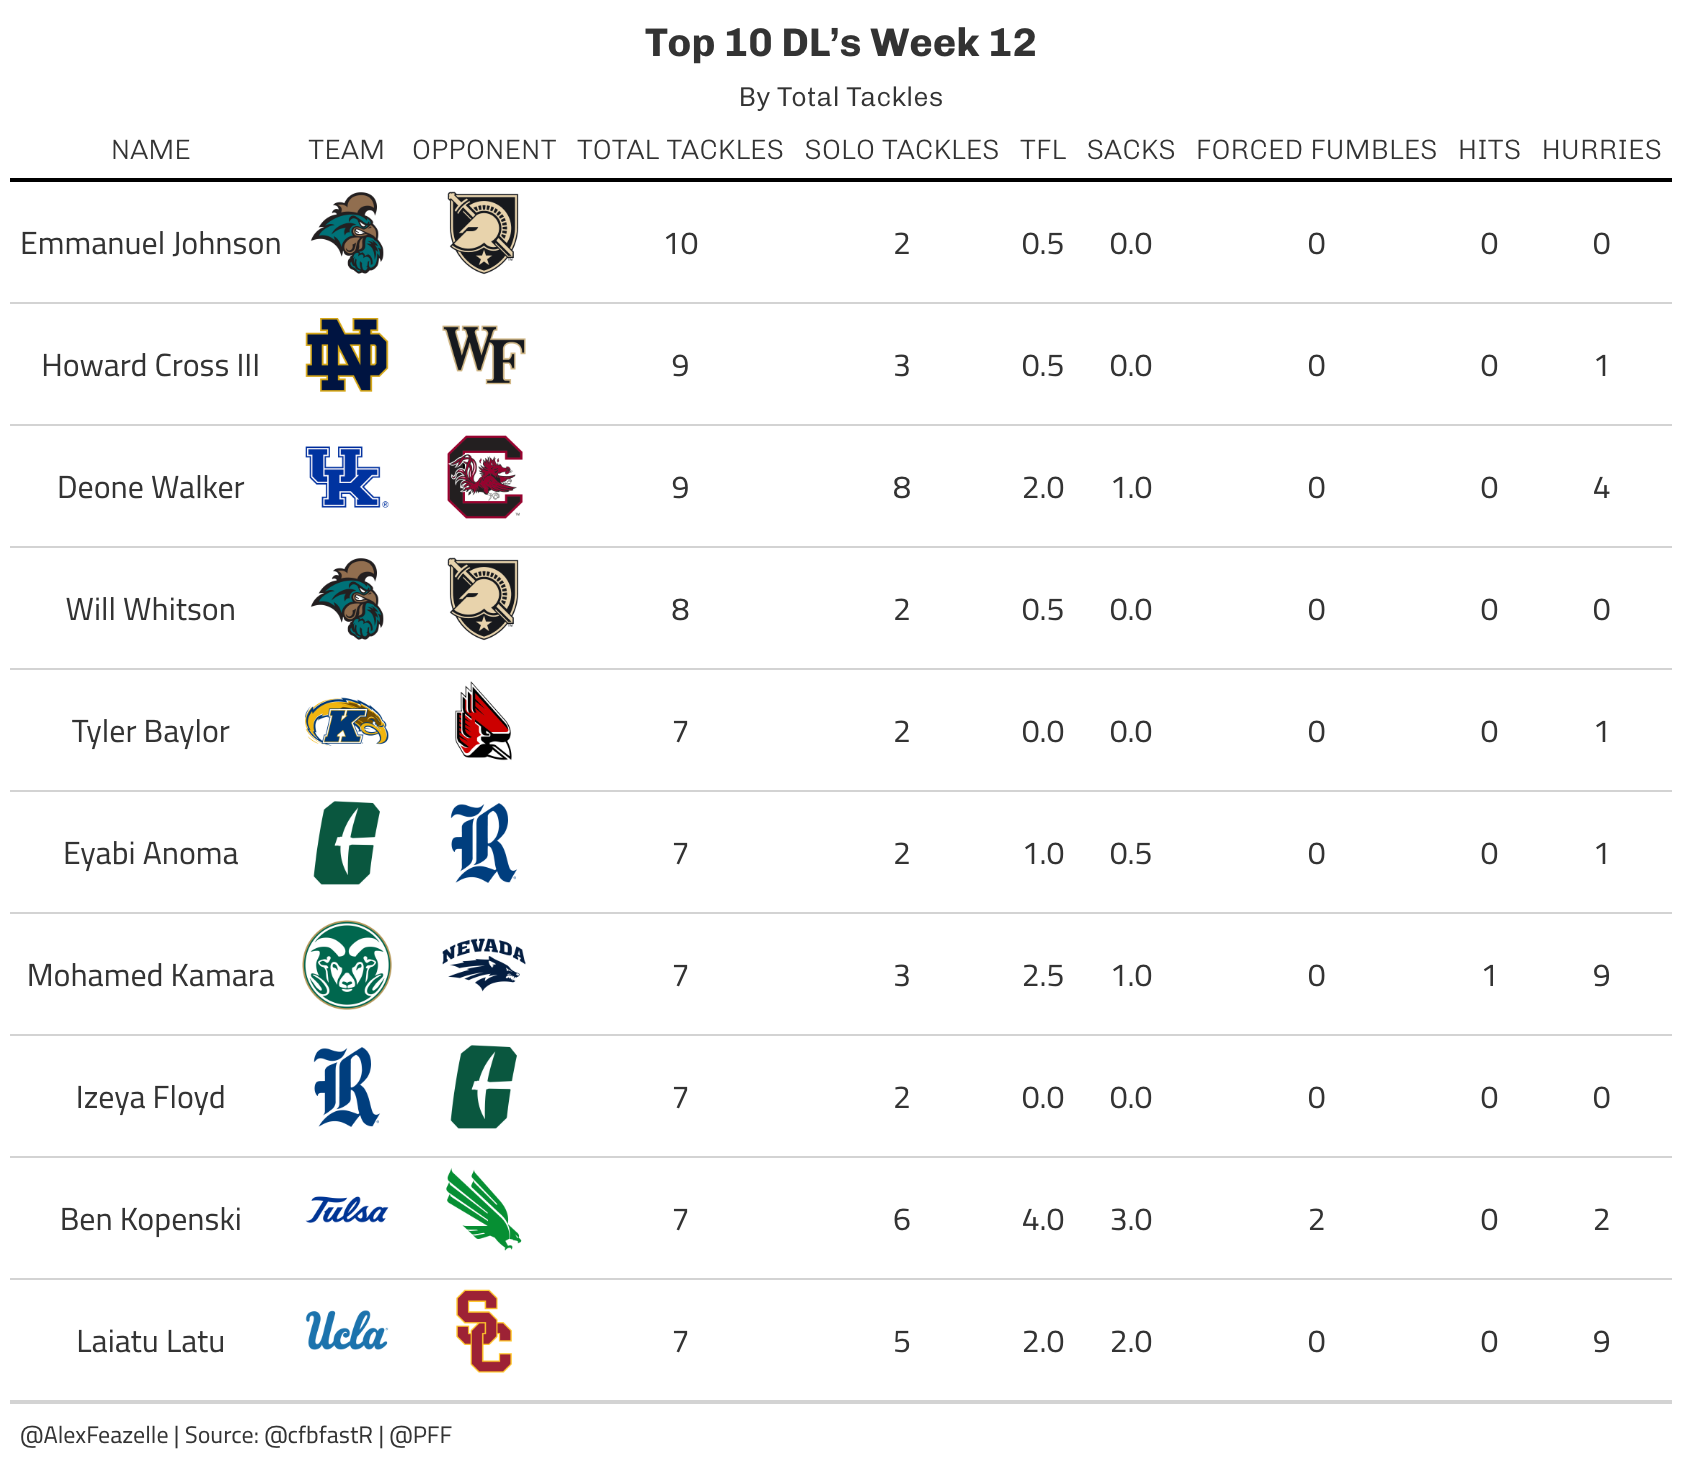 Top 10 DL’s Week 12
By Total Tackles
NAME TEAM OPPONENT TOTAL TACKLES SOLO TACKLES TFL SACKS FORCED FUMBLES HITS HURRIES
Emmanuel Johnson 10 2 0.5 0.0 0 0 0
Howard Cross III ND WF 9 3 0.5 0.0 0 0 1
Deone Walker UK C 9 8 2.0 1.0 0 0 4
Will Whitson 8 2 0.5 0.0 0 0 0
Tyler Baylor K 7 2 0.0 0.0 0 0 1
Eyabi Anoma C R 7 2 1.0 0.5 0 0 1
Mohamed Kamara NEVADA 7 3 2.5 1.0 0 1 9
Izeya Floyd R C 7 2 0.0 0.0 0 0 0
Ben Kopenski Tulsa 7 6 4.0 3.0 2 0 2
Laiatu Latu Ucla SC 7 5 2.0 2.0 0 0 9
@AlexFeazelle | Source: @cfbfastR | @PFF